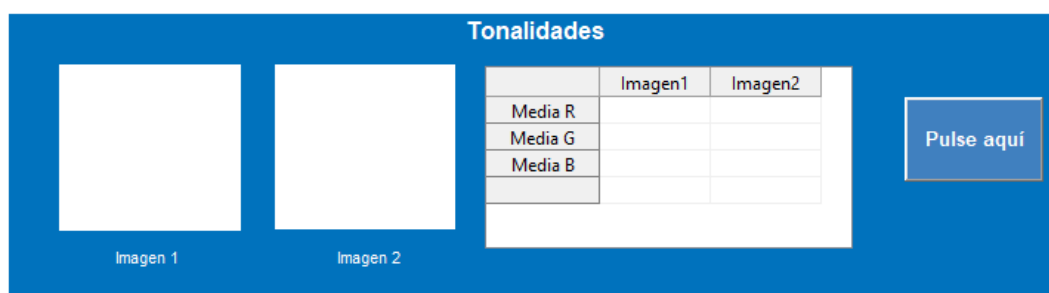 Tonalidades
Imagen1 Imagen2
Media R
Media G
Media B
Pulse aquí
Imagen 1 Imagen 2